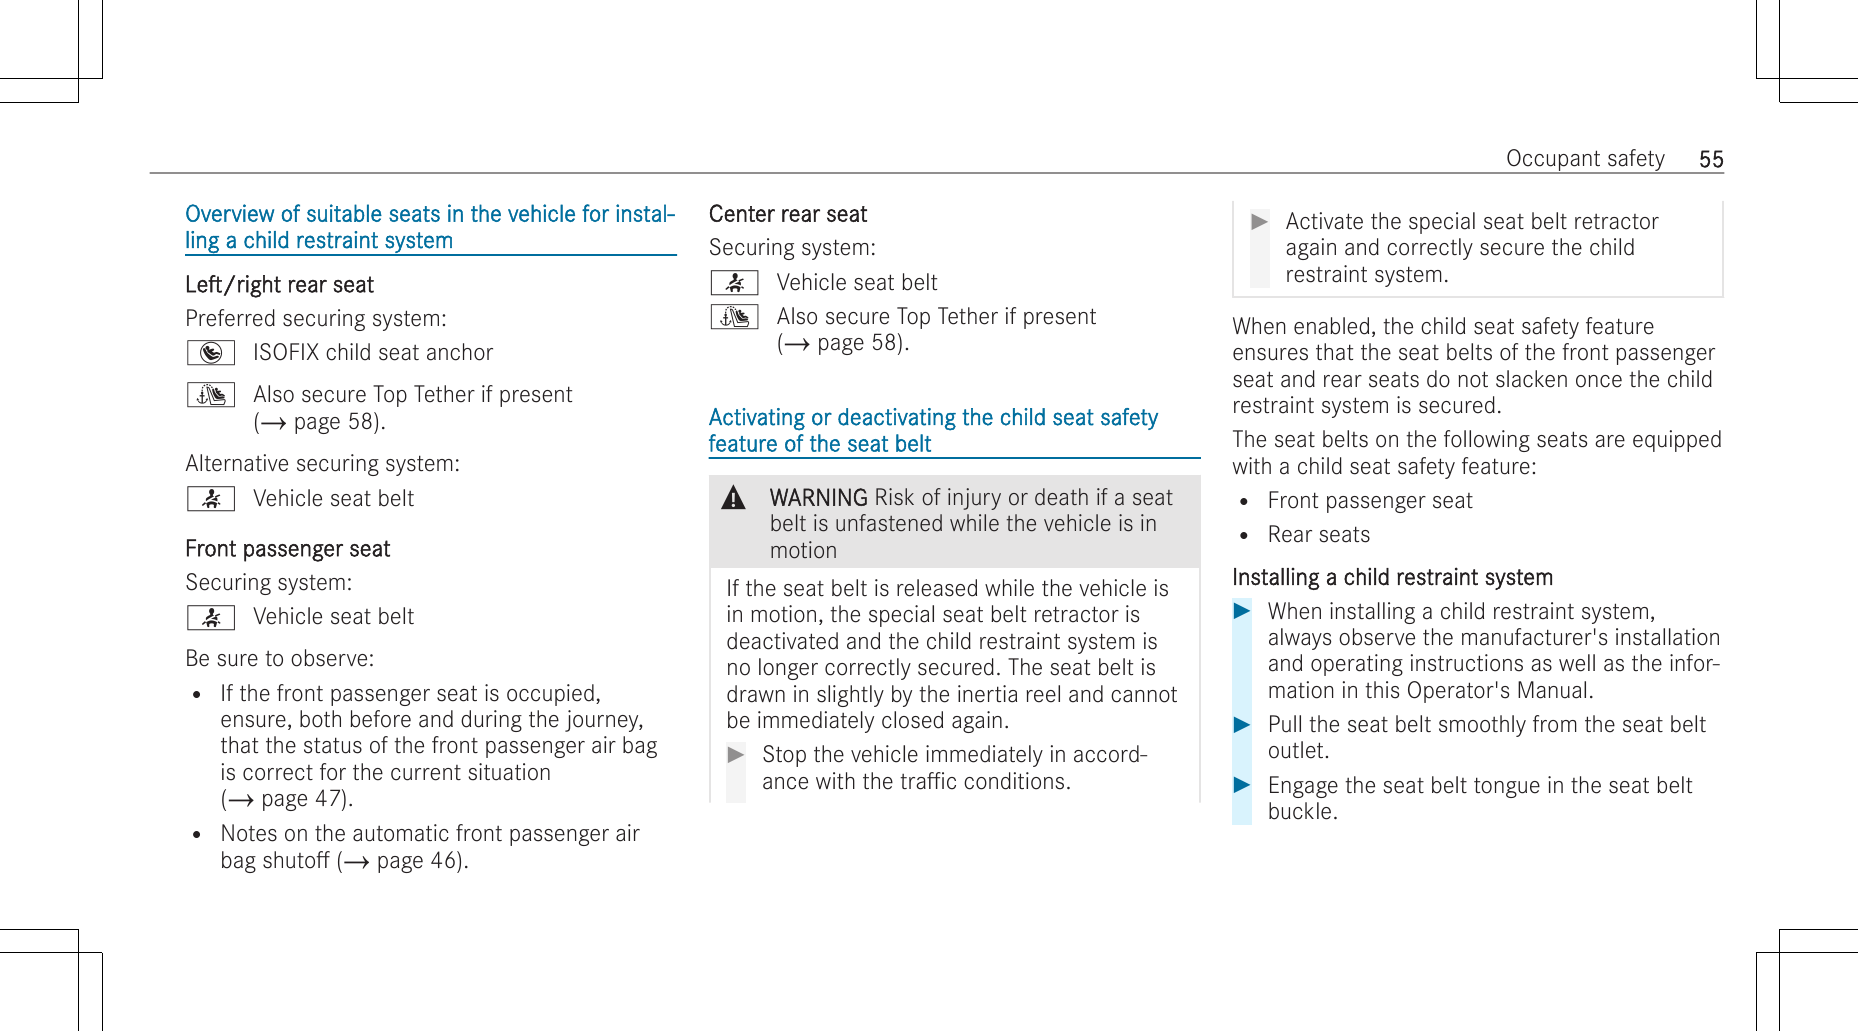 Occupant safety 55
Overview of suitable seats in the vehicle for instal-
ling a child restraint system
Left/right rear seat
Preferred securing system:
ISOFIX child seat anchor
Also secure Top Tether if present
(→ page 58).
Alternative securing system:
Vehicle seat belt
Front passenger seat
Securing system:
Vehicle seat belt
Be sure to observe:
• If the front passenger seat is occupied,
ensure, both before and during the journey,
that the status of the front passenger air bag
is correct for the current situation
(→ page 47).
• Notes on the automatic front passenger air
bag shutoff (→ page 46).
Center rear seat
Securing system:
Vehicle seat belt
Also secure Top Tether if present
(→ page 58).
Activating or deactivating the child seat safety
feature of the seat belt
WARNING Risk of injury or death if a seat
belt is unfastened while the vehicle is in
motion
If the seat belt is released while the vehicle is
in motion, the special seat belt retractor is
deactivated and the child restraint system is
no longer correctly secured. The seat belt is
drawn in slightly by the inertia reel and cannot
be immediately closed again.
▶ Stop the vehicle immediately in accord-
ance with the traffic conditions.
▶ Activate the special seat belt retractor
again and correctly secure the child
restraint system.
When enabled, the child seat safety feature
ensures that the seat belts of the front passenger
seat and rear seats do not slacken once the child
restraint system is secured.
The seat belts on the following seats are equipped
with a child seat safety feature:
• Front passenger seat
• Rear seats
Installing a child restraint system
▶ When installing a child restraint system,
always observe the manufacturer's installation
and operating instructions as well as the infor-
mation in this Operator's Manual.
▶ Pull the seat belt smoothly from the seat belt
outlet.
▶ Engage the seat belt tongue in the seat belt
buckle.